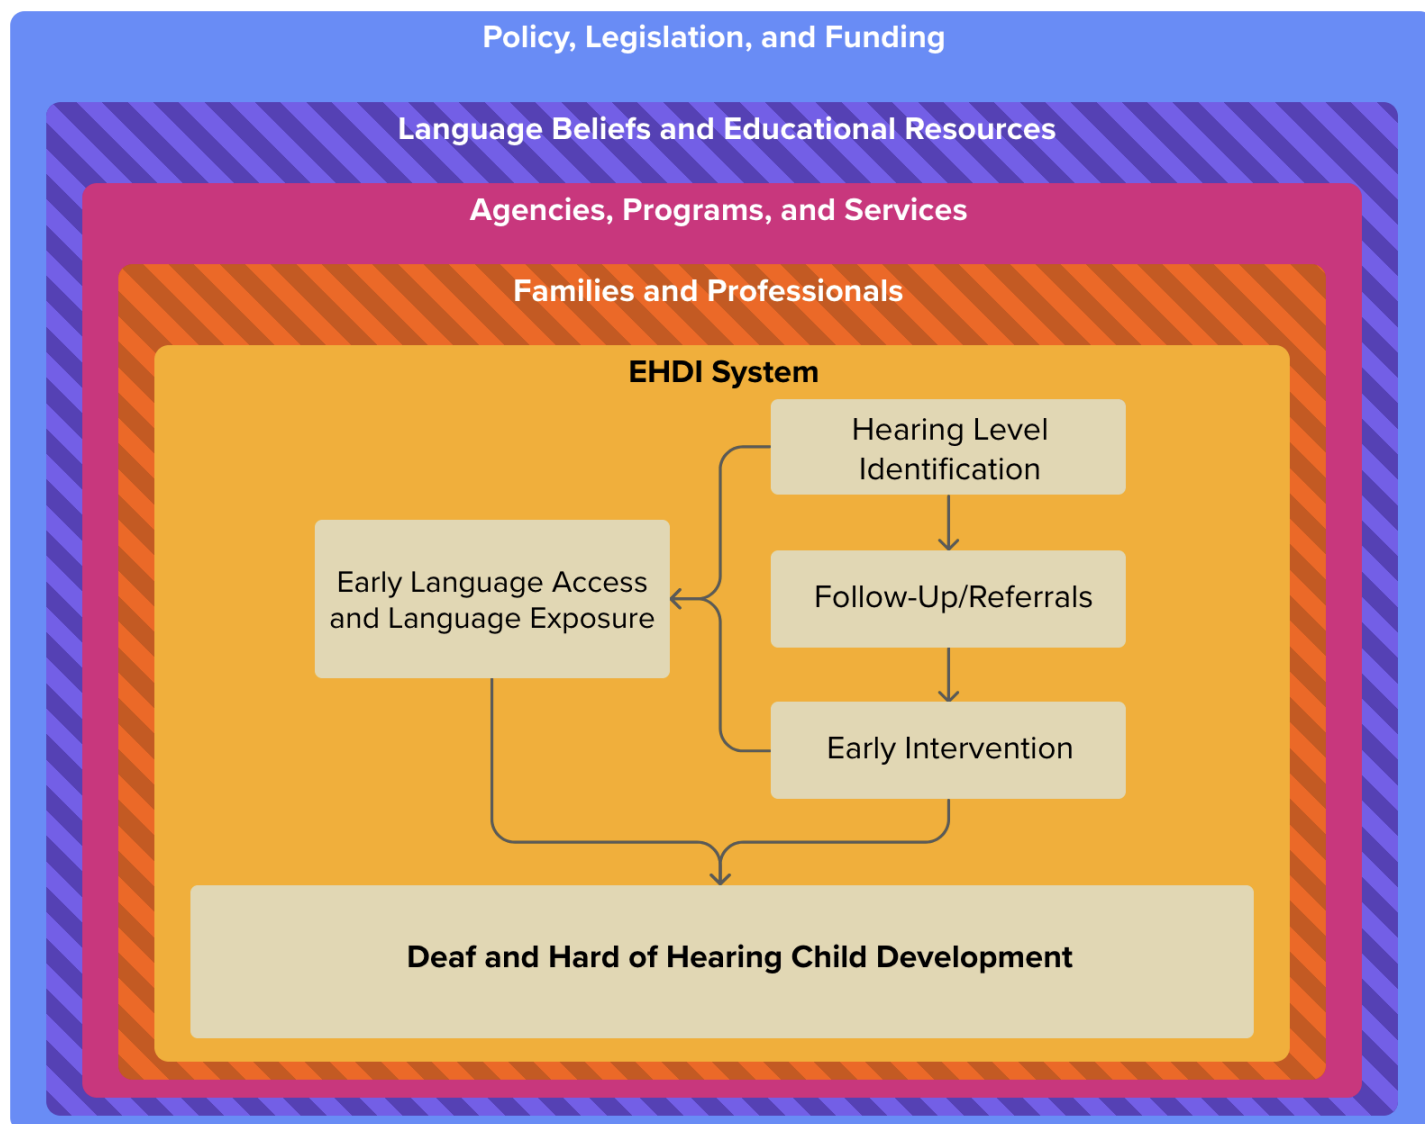 Policy, Legislation, and Funding
Language Beliefs and Educational Resources
Agencies, Programs, and Services
Families and Professionals
EHDI System
Hearing Level
Identification
Early Language Access
and Language Exposure
Follow-Up/Referrals
Early Intervention
Deaf and Hard of Hearing Child Development